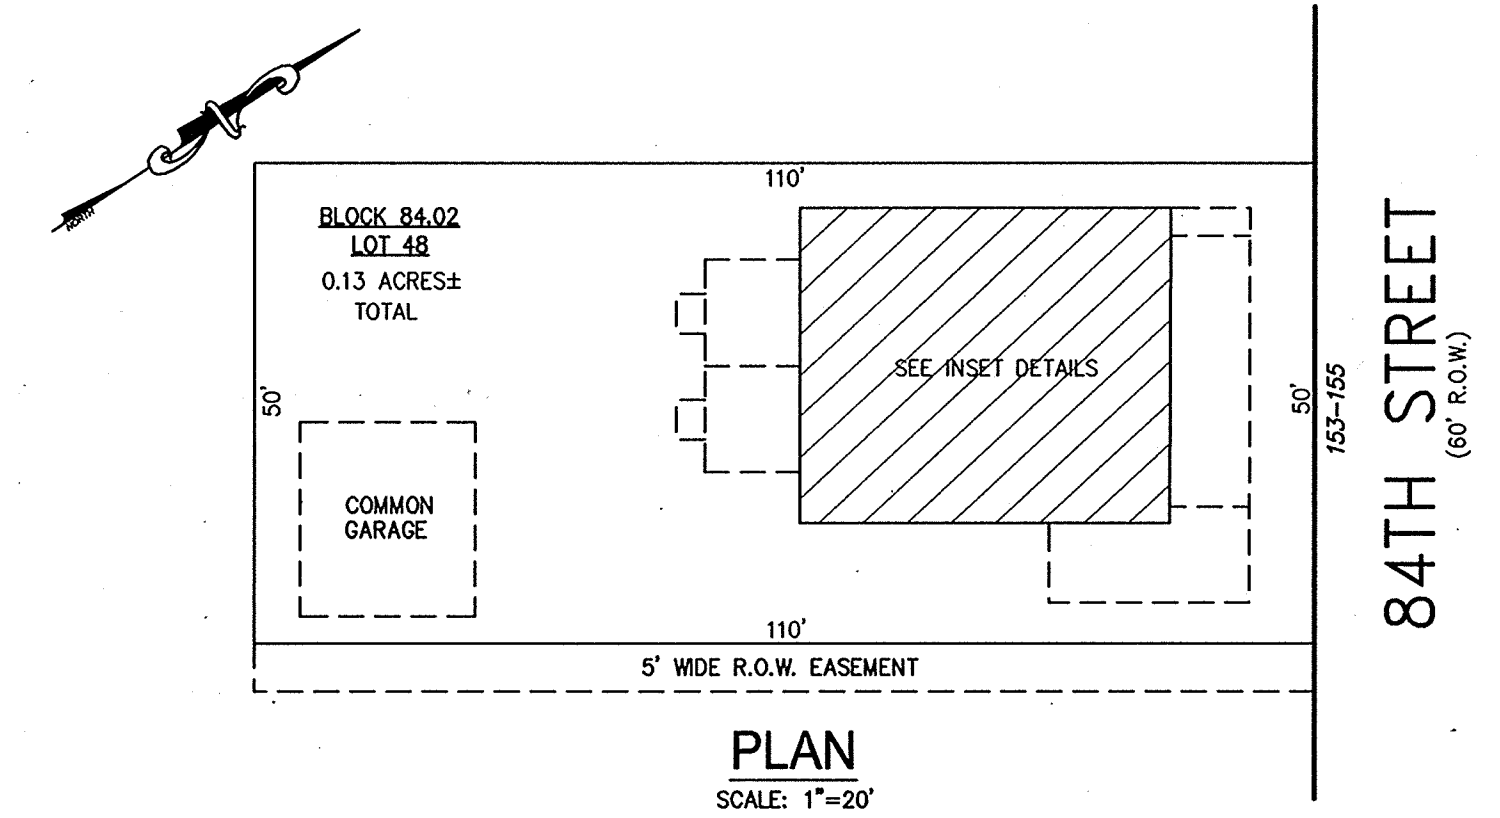 NORTH
110'
BLOCK 84.02
LOT 48
0.13 ACRES±
TOTAL
SEE INSET DETAILS
50'
50'
153-155
84TH STREET
(60' R.O.W.)
COMMON
GARAGE
110'
5' WIDE R.O.W. EASEMENT
PLAN
SCALE: 1"=20'